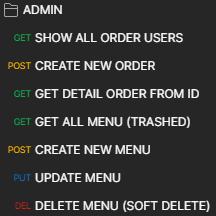 ADMIN
GET SHOW ALL ORDER USERS
POST CREATE NEW ORDER
GET GET DETAIL ORDER FROM ID
GET GET ALL MENU (TRASHED)
POST CREATE NEW MENU
PUT UPDATE MENU
DEL DELETE MENU (SOFT DELETE)